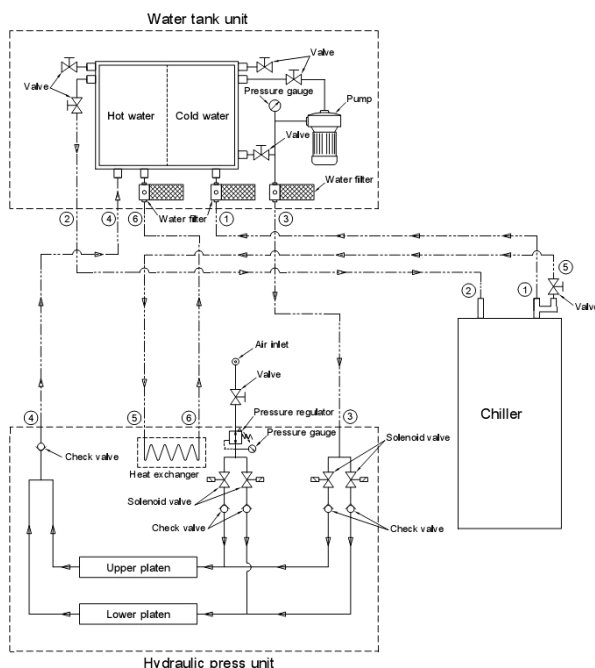 Water tank unit
Valve
Valve
Pressure gauge
Pump
Hot water
Cold water
Valve
Water filter
Water filter
2
4
6
1
3
5
2
1
Valve
Air inlet
Valve
Chiller
4
5
6
3
Pressure regulator
Pressure gauge
Solenoid valve
Check valve
Heat exchanger
Solenoid valve
Check valve
Check valve
Upper platen
Lower platen
Hydraulic press unit